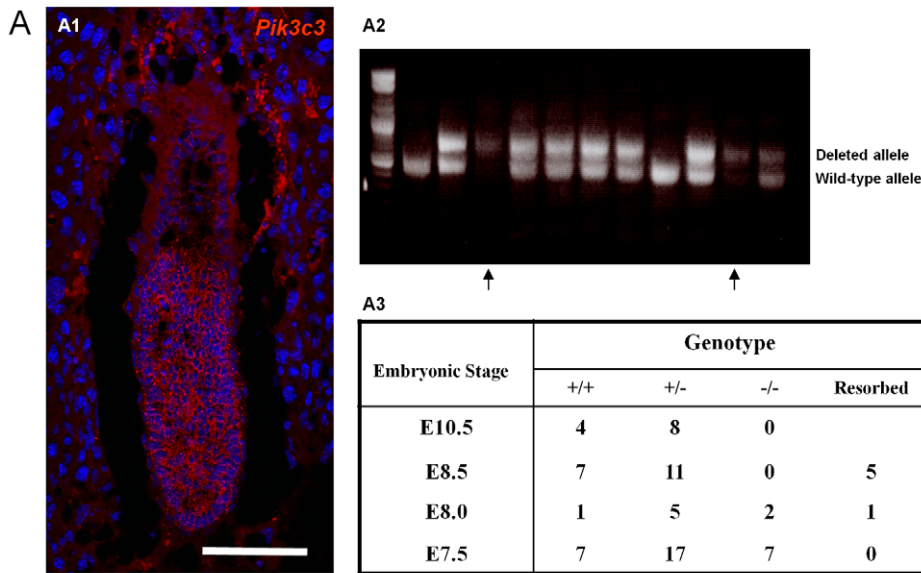 A
A1
Pik3c3
A2
Deleted allele
Wild-type allele
A3
Embryonic Stage
Genotype
+/+ +/- -/- Resorbed
E10.5 4 8 0
E8.5 7 11 0 5
E8.0 1 5 2 1
E7.5 7 17 7 0